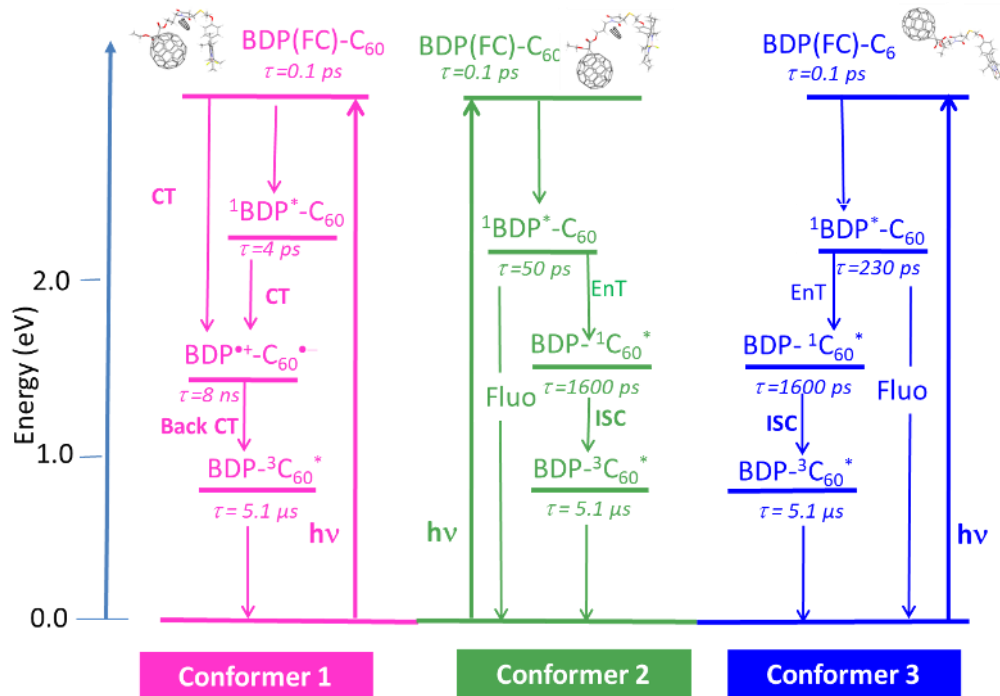 Energy (eV)
2.0
1.0
0.0
BDP(FC)-C₆₀
τ=0.1 ps
CT
¹BDP*-C₆₀
τ=4 ps
CT
BDP•⁺-C₆₀•⁻
τ=8 ns
Back CT
BDP-³C₆₀*
τ= 5.1 μs
hν
Conformer 1
BDP(FC)-C₆₀
τ=0.1 ps
¹BDP*-C₆₀
τ=50 ps
EnT
BDP-¹C₆₀*
τ=1600 ps
Fluo
ISC
BDP-³C₆₀*
τ= 5.1 μs
hν
Conformer 2
BDP(FC)-C₆
τ=0.1 ps
¹BDP*-C₆₀
τ=230 ps
EnT
BDP- ¹C₆₀*
τ=1600 ps
Fluo
ISC
BDP-³C₆₀*
τ= 5.1 μs
hν
Conformer 3